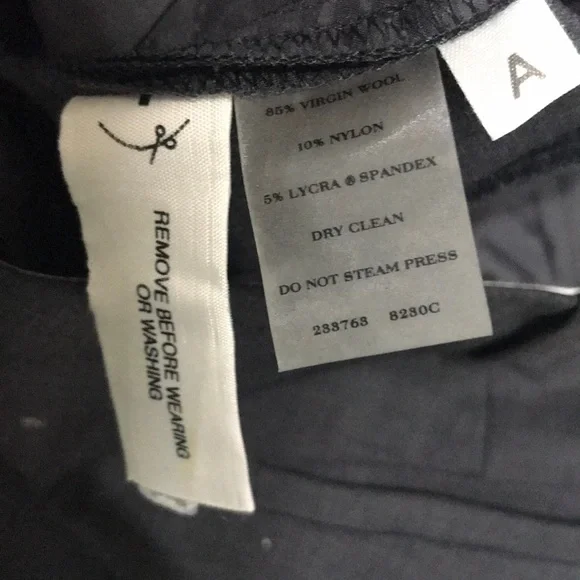 85% VIRGIN WOOL
10% NYLON
5% LYCRA ® SPANDEX
DRY CLEAN
DO NOT STEAM PRESS
233763 8230C
REMOVE BEFORE WEARING
OR WASHING
A